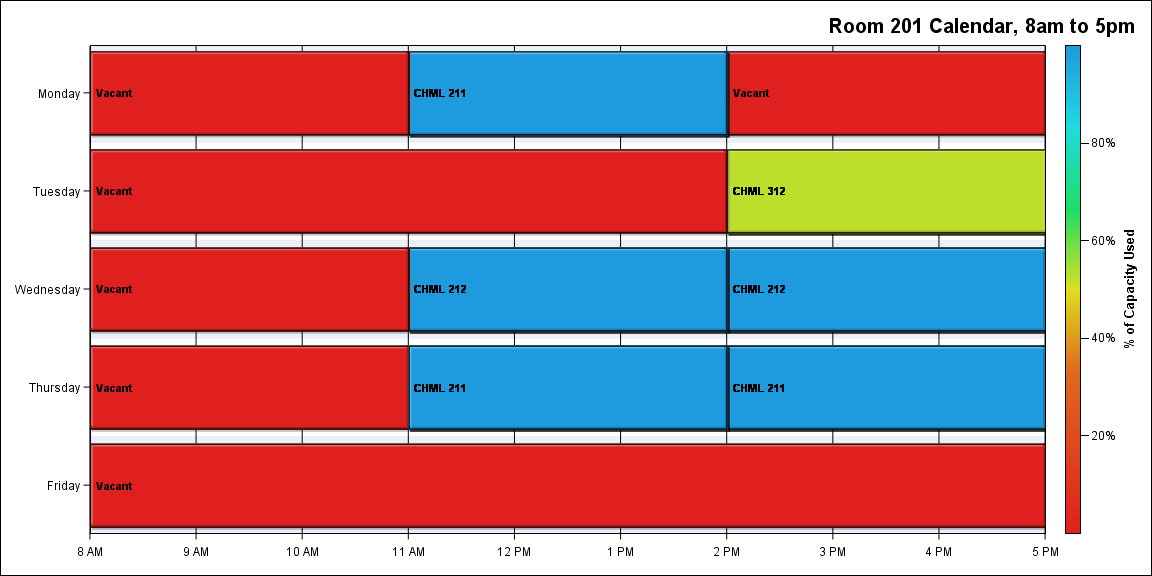 Room 201 Calendar, 8am to 5pm
Monday
Vacant
CHML 211
Vacant
Tuesday
Vacant
CHML 312
Wednesday
Vacant
CHML 212
CHML 212
Thursday
Vacant
CHML 211
CHML 211
Friday
Vacant
8 AM 9 AM 10 AM 11 AM 12 PM 1 PM 2 PM 3 PM 4 PM 5 PM
80%
60%
40%
20%
% of Capacity Used